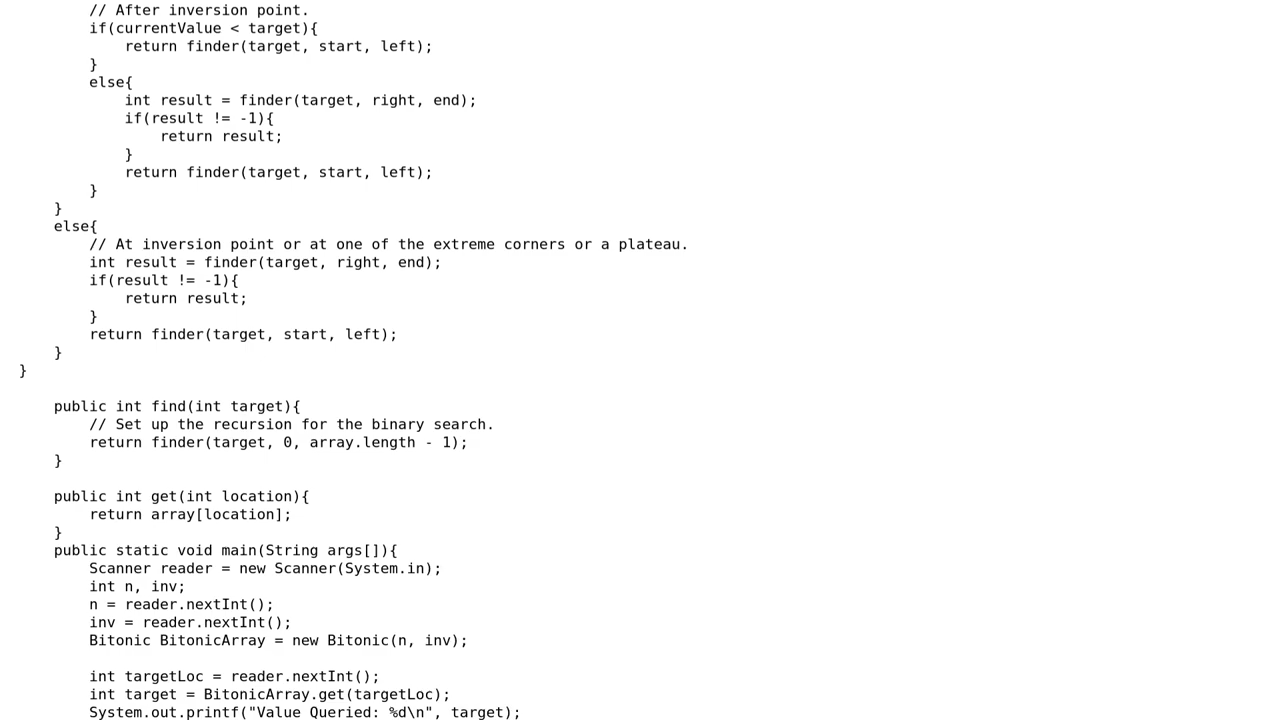 // After inversion point.
        if(currentValue < target){
            return finder(target, start, left);
        }
        else{
            int result = finder(target, right, end);
            if(result != -1){
                return result;
            }
            return finder(target, start, left);
        }
    }
    else{
        // At inversion point or at one of the extreme corners or a plateau.
        int result = finder(target, right, end);
        if(result != -1){
            return result;
        }
        return finder(target, start, left);
    }
}

    public int find(int target){
        // Set up the recursion for the binary search.
        return finder(target, 0, array.length - 1);
    }

    public int get(int location){
        return array[location];
    }
    public static void main(String args[]){
        Scanner reader = new Scanner(System.in);
        int n, inv;
        n = reader.nextInt();
        inv = reader.nextInt();
        Bitonic BitonicArray = new Bitonic(n, inv);

        int targetLoc = reader.nextInt();
        int target = BitonicArray.get(targetLoc);
        System.out.printf("Value Queried: %d\n", target);